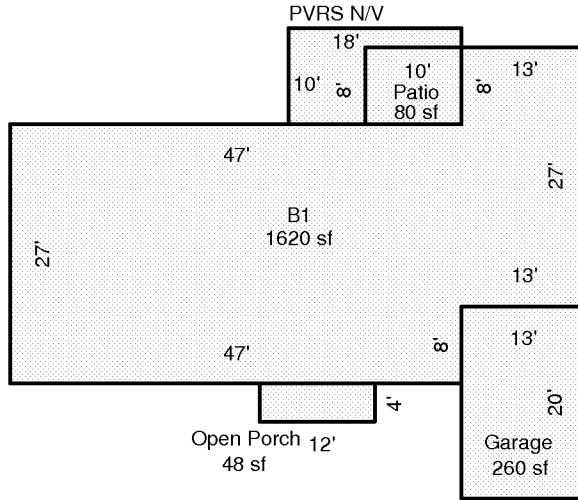 PVRS N/V
18'
10'
8'
10'
Patio
80 sf
8'
13'
47'
27'
B1
1620 sf
27'
13'
47'
8'
13'
4'
20'
Open Porch 12'
48 sf
Garage
260 sf